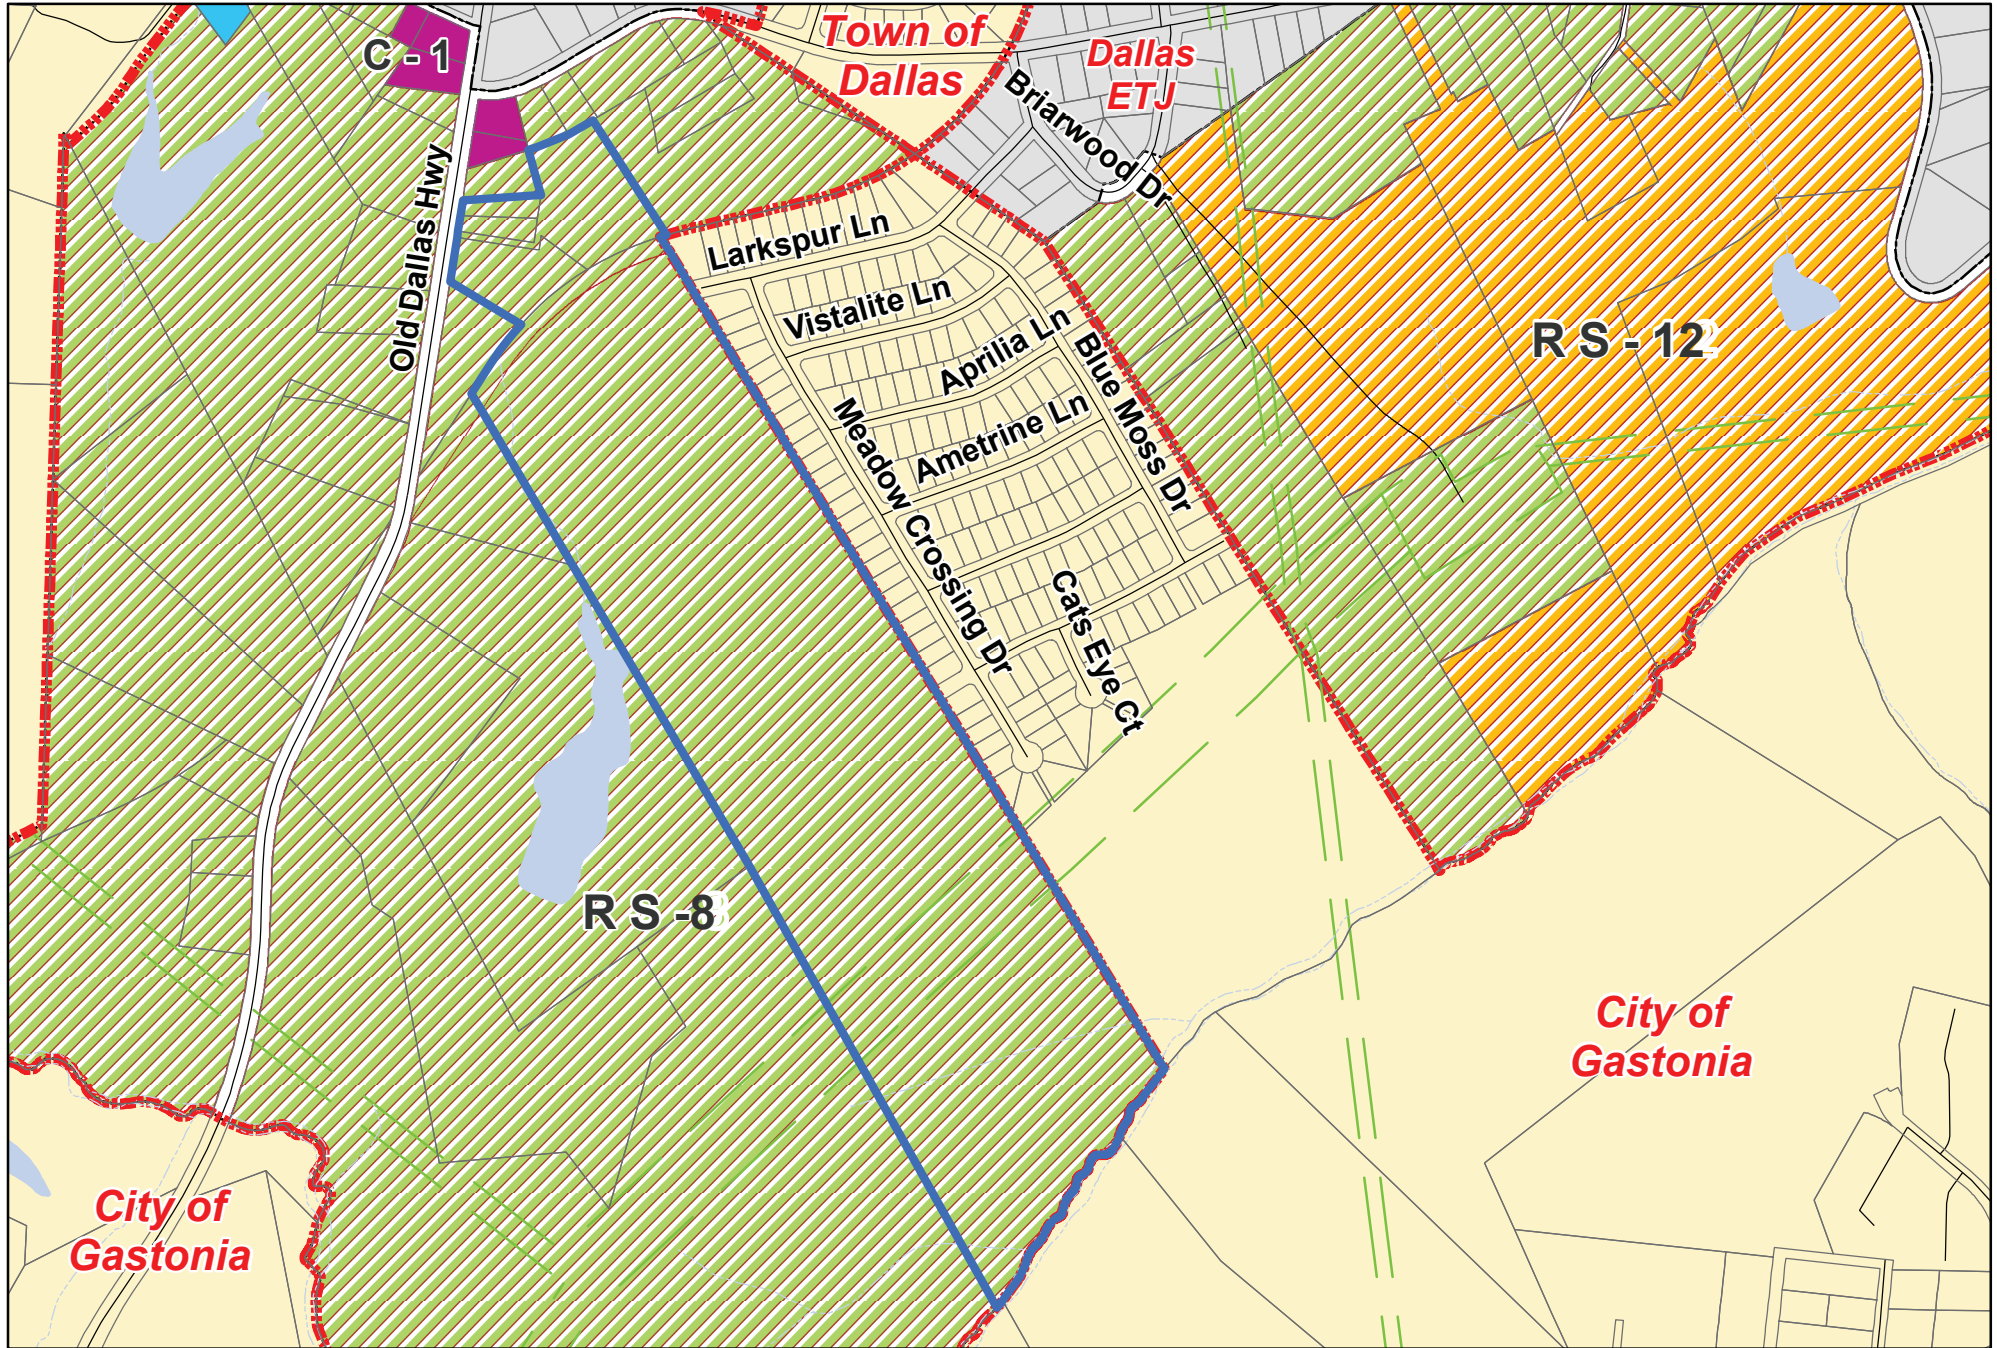 Town of
Dallas
Dallas
ETJ
C - 1
Briarwood Dr
Old Dallas Hwy
Larkspur Ln
Vistalite Ln
Aprilia Ln
Blue Moss Dr
R S - 12
Ametrine Ln
Meadow Crossing Dr
Cats Eye Ct
R S -8
City of
Gastonia
City of
Gastonia